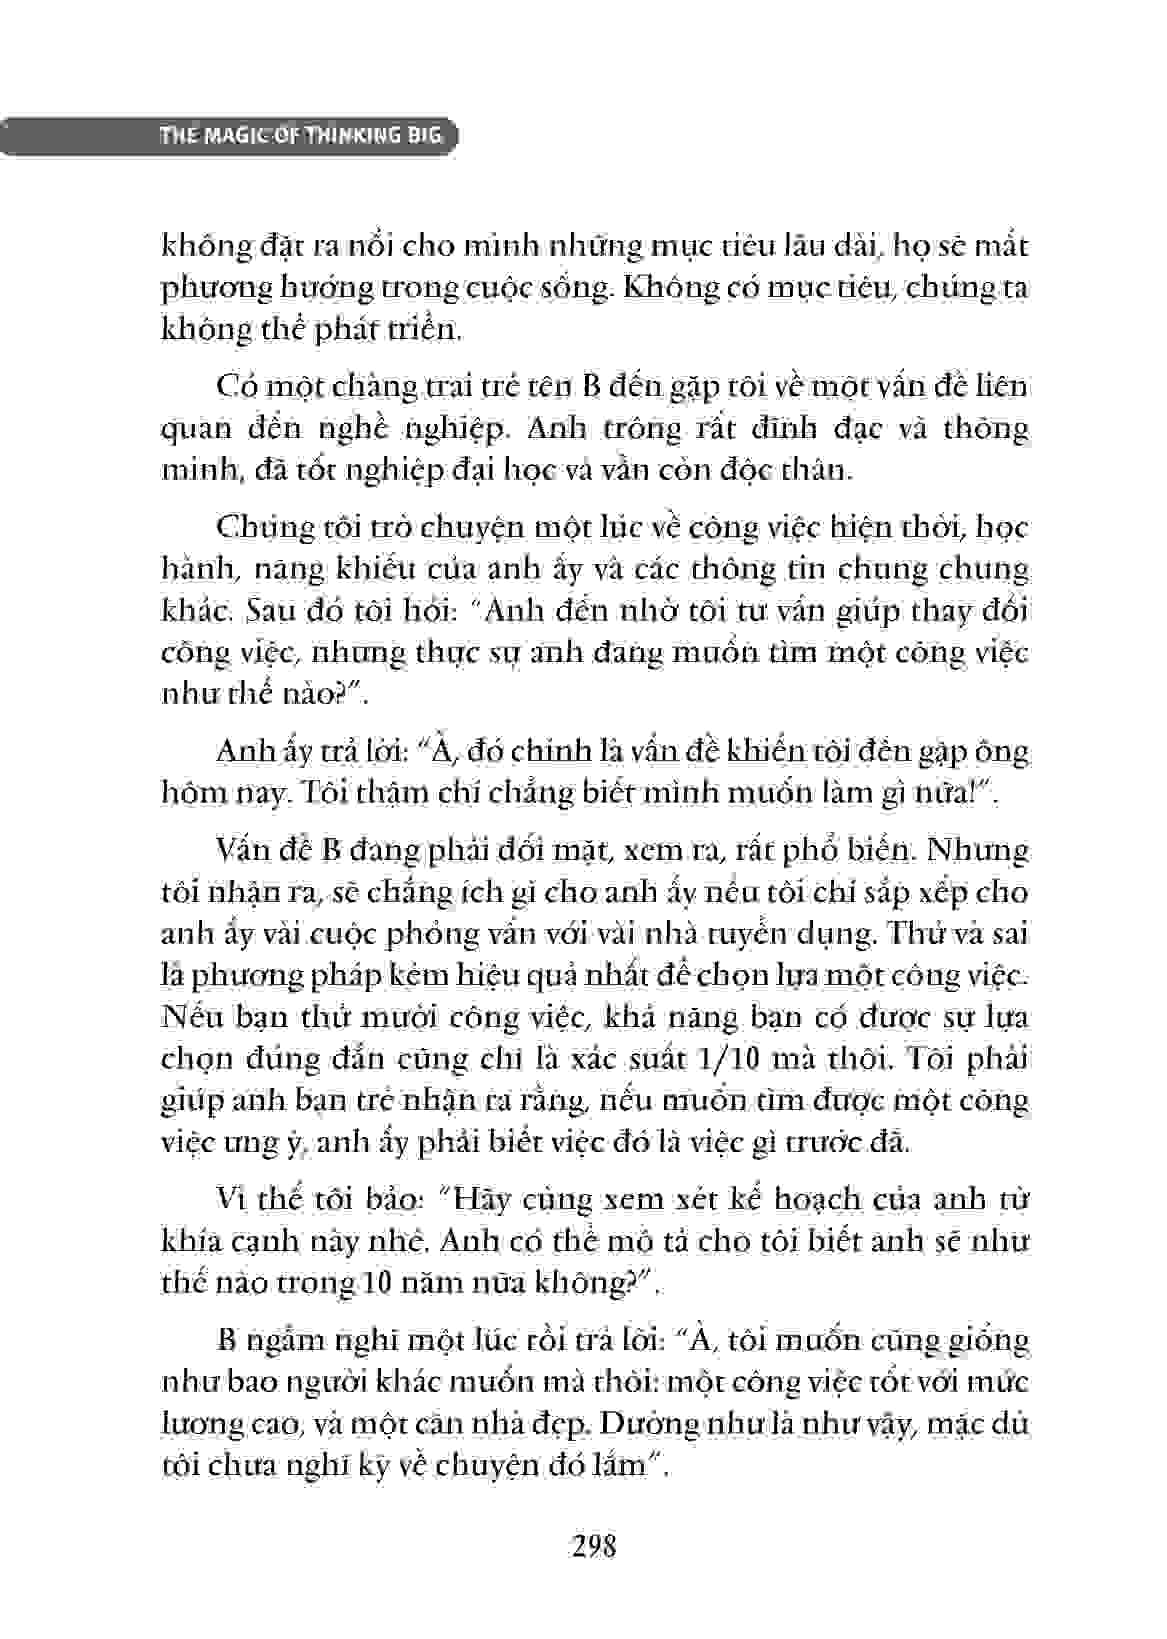 THE MAGIC OF THINKING BIG
không đặt ra nổi cho mình những mục tiêu lâu dài, họ sẽ mất
phương hướng trong cuộc sống. Không có mục tiêu, chúng ta
không thể phát triển.
Có một chàng trai trẻ tên B đến gặp tôi về một vấn đề liên
quan đến nghề nghiệp. Anh trông rất đĩnh đạc và thông
minh, đã tốt nghiệp đại học và vẫn còn độc thân.
Chúng tôi trò chuyện một lúc về công việc hiện thời, học
hành, năng khiếu của anh ấy và các thông tin chung chung
khác. Sau đó tôi hỏi: “Anh đến nhờ tôi tư vấn giúp thay đổi
công việc, nhưng thực sự anh đang muốn tìm một công việc
như thế nào?”.
Anh ấy trả lời: “À, đó chính là vấn đề khiến tôi đến gặp ông
hôm nay. Tôi thậm chí chẳng biết mình muốn làm gì nữa!”.
Vấn đề B đang phải đối mặt, xem ra, rất phổ biến. Nhưng
tôi nhận ra, sẽ chẳng ích gì cho anh ấy nếu tôi chỉ sắp xếp cho
anh ấy vài cuộc phỏng vấn với vài nhà tuyển dụng. Thử và sai
là phương pháp kém hiệu quả nhất để chọn lựa một công việc.
Nếu bạn thử mười công việc, khả năng bạn có được sự lựa
chọn đúng đắn cũng chỉ là xác suất 1/10 mà thôi. Tôi phải
giúp anh bạn trẻ nhận ra rằng, nếu muốn tìm được một công
việc ưng ý, anh ấy phải biết việc đó là việc gì trước đã.
Vì thế tôi bảo: “Hãy cùng xem xét kế hoạch của anh từ
khía cạnh này nhé. Anh có thể mô tả cho tôi biết anh sẽ như
thế nào trong 10 năm nữa không?”.
B ngẫm nghĩ một lúc rồi trả lời: “À, tôi muốn cũng giống
như bao người khác muốn mà thôi: một công việc tốt với mức
lương cao, và một căn nhà đẹp. Dường như là như vậy, mặc dù
tôi chưa nghĩ kỹ về chuyện đó lắm”.
298